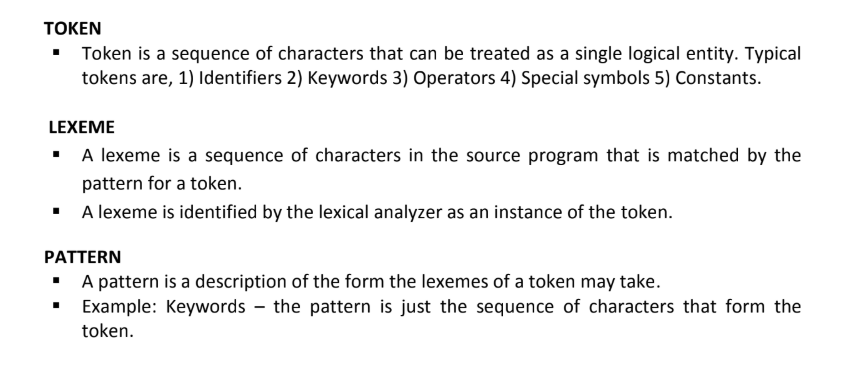 TOKEN
▪ Token is a sequence of characters that can be treated as a single logical entity. Typical
tokens are, 1) Identifiers 2) Keywords 3) Operators 4) Special symbols 5) Constants.
LEXEME
▪ A lexeme is a sequence of characters in the source program that is matched by the
pattern for a token.
▪ A lexeme is identified by the lexical analyzer as an instance of the token.
PATTERN
▪ A pattern is a description of the form the lexemes of a token may take.
▪ Example: Keywords – the pattern is just the sequence of characters that form the
token.